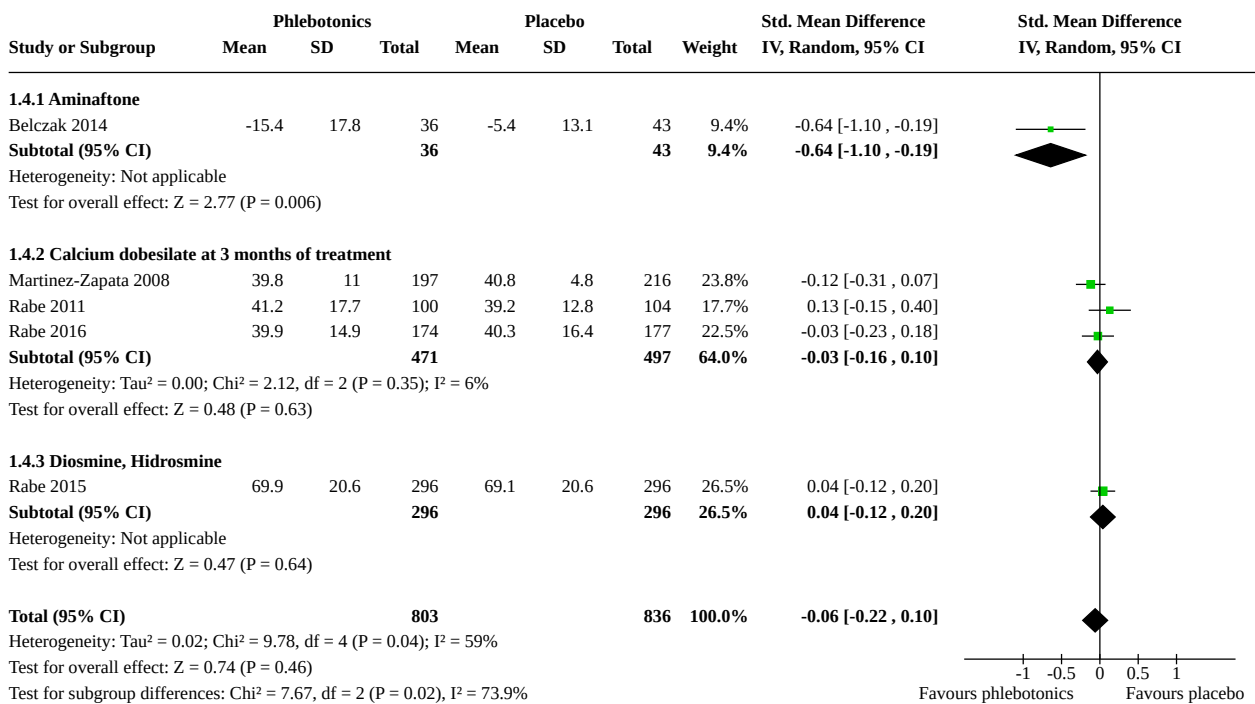 Phlebotonics Placebo Std. Mean Difference Std. Mean Difference
Study or Subgroup Mean SD Total Mean SD Total Weight IV, Random, 95% CI IV, Random, 95% CI
1.4.1 Aminaftone
Belczak 2014 -15.4 17.8 36 -5.4 13.1 43 9.4% -0.64 [-1.10 , -0.19]
Subtotal (95% CI) 36 43 9.4% -0.64 [-1.10 , -0.19]
Heterogeneity: Not applicable
Test for overall effect: Z = 2.77 (P = 0.006)
1.4.2 Calcium dobesilate at 3 months of treatment
Martinez-Zapata 2008 39.8 11 197 40.8 4.8 216 23.8% -0.12 [-0.31 , 0.07]
Rabe 2011 41.2 17.7 100 39.2 12.8 104 17.7% 0.13 [-0.15 , 0.40]
Rabe 2016 39.9 14.9 174 40.3 16.4 177 22.5% -0.03 [-0.23 , 0.18]
Subtotal (95% CI) 471 497 64.0% -0.03 [-0.16 , 0.10]
Heterogeneity: Tau² = 0.00; Chi² = 2.12, df = 2 (P = 0.35); I² = 6%
Test for overall effect: Z = 0.48 (P = 0.63)
1.4.3 Diosmine, Hidrosmine
Rabe 2015 69.9 20.6 296 69.1 20.6 296 26.5% 0.04 [-0.12 , 0.20]
Subtotal (95% CI) 296 296 26.5% 0.04 [-0.12 , 0.20]
Heterogeneity: Not applicable
Test for overall effect: Z = 0.47 (P = 0.64)
Total (95% CI) 803 836 100.0% -0.06 [-0.22 , 0.10]
Heterogeneity: Tau² = 0.02; Chi² = 9.78, df = 4 (P = 0.04); I² = 59%
Test for overall effect: Z = 0.74 (P = 0.46)
-1 -0.5 0 0.5 1
Test for subgroup differences: Chi² = 7.67, df = 2 (P = 0.02), I² = 73.9% Favours phlebotonics Favours placebo